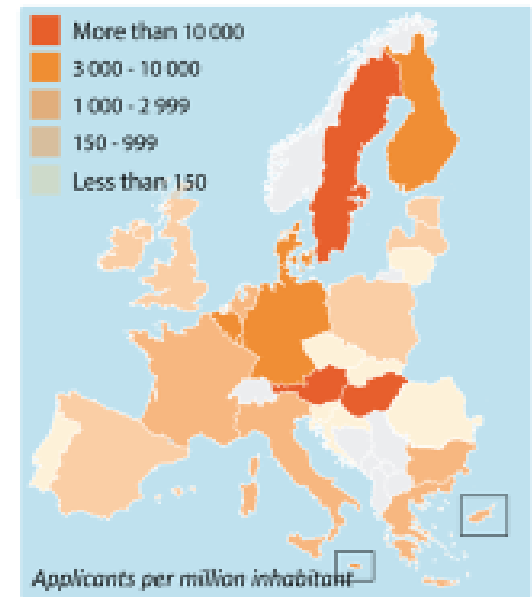 More than 10 000
3 000 - 10 000
1 000 - 2 999
150 - 999
Less than 150
Applicants per million inhabitant